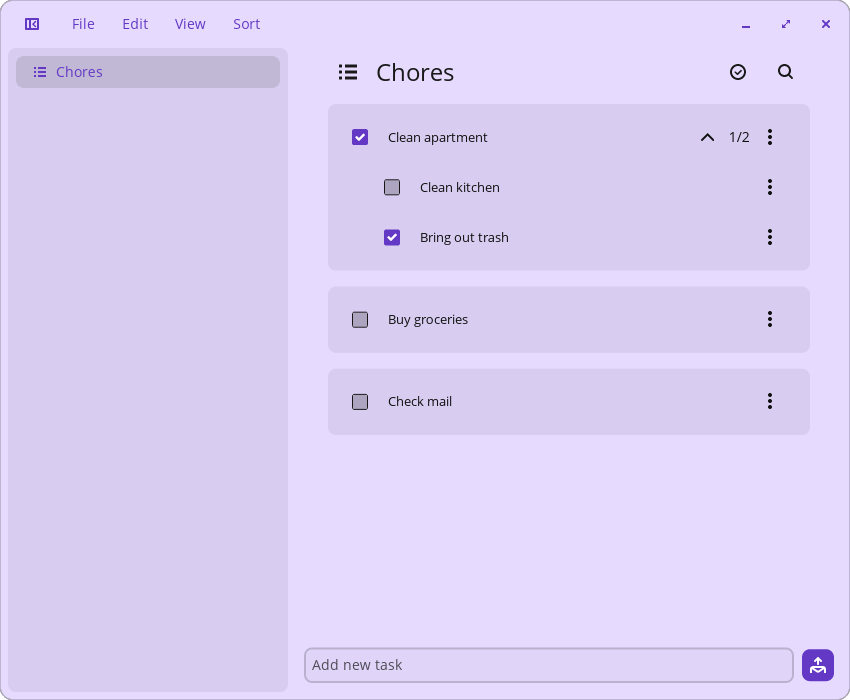 File Edit View Sort
Chores
Chores
Clean apartment 1/2
Clean kitchen
Bring out trash
Buy groceries
Check mail
Add new task